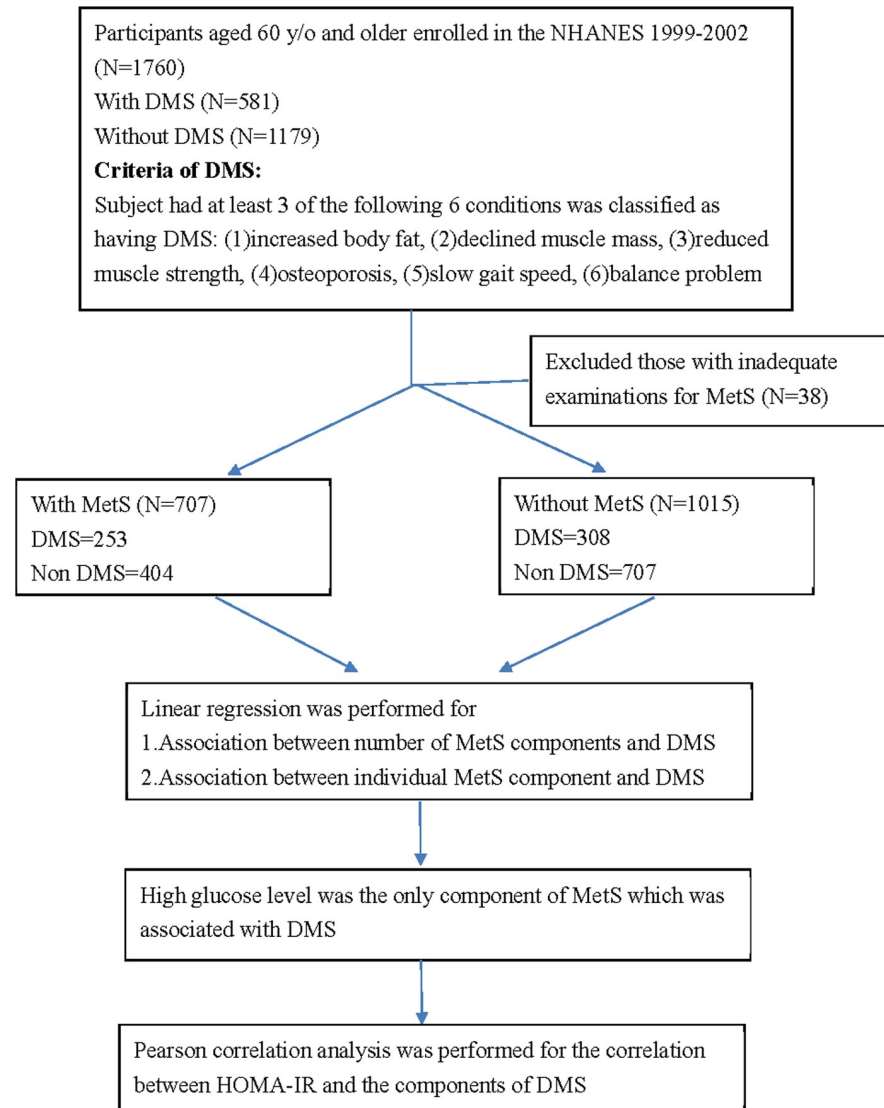 Participants aged 60 y/o and older enrolled in the NHANES 1999-2002
(N=1760)
With DMS (N=581)
Without DMS (N=1179)
Criteria of DMS:
Subject had at least 3 of the following 6 conditions was classified as
having DMS: (1)increased body fat, (2)declined muscle mass, (3)reduced
muscle strength, (4)osteoporosis, (5)slow gait speed, (6)balance problem
Excluded those with inadequate
examinations for MetS (N=38)
With MetS (N=707)
DMS=253
Non DMS=404
Without MetS (N=1015)
DMS=308
Non DMS=707
Linear regression was performed for
1.Association between number of MetS components and DMS
2.Association between individual MetS component and DMS
High glucose level was the only component of MetS which was
associated with DMS
Pearson correlation analysis was performed for the correlation
between HOMA-IR and the components of DMS